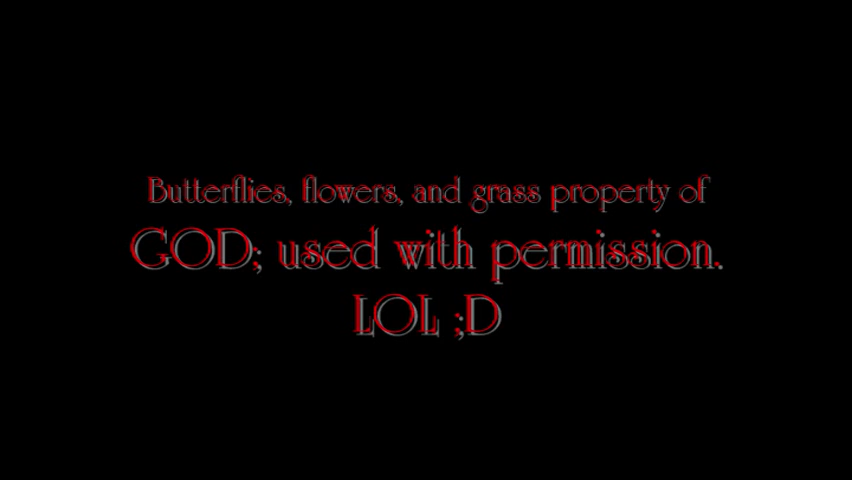 Butterflies, flowers, and grass property of
GOD; used with permission.
LOL ;D